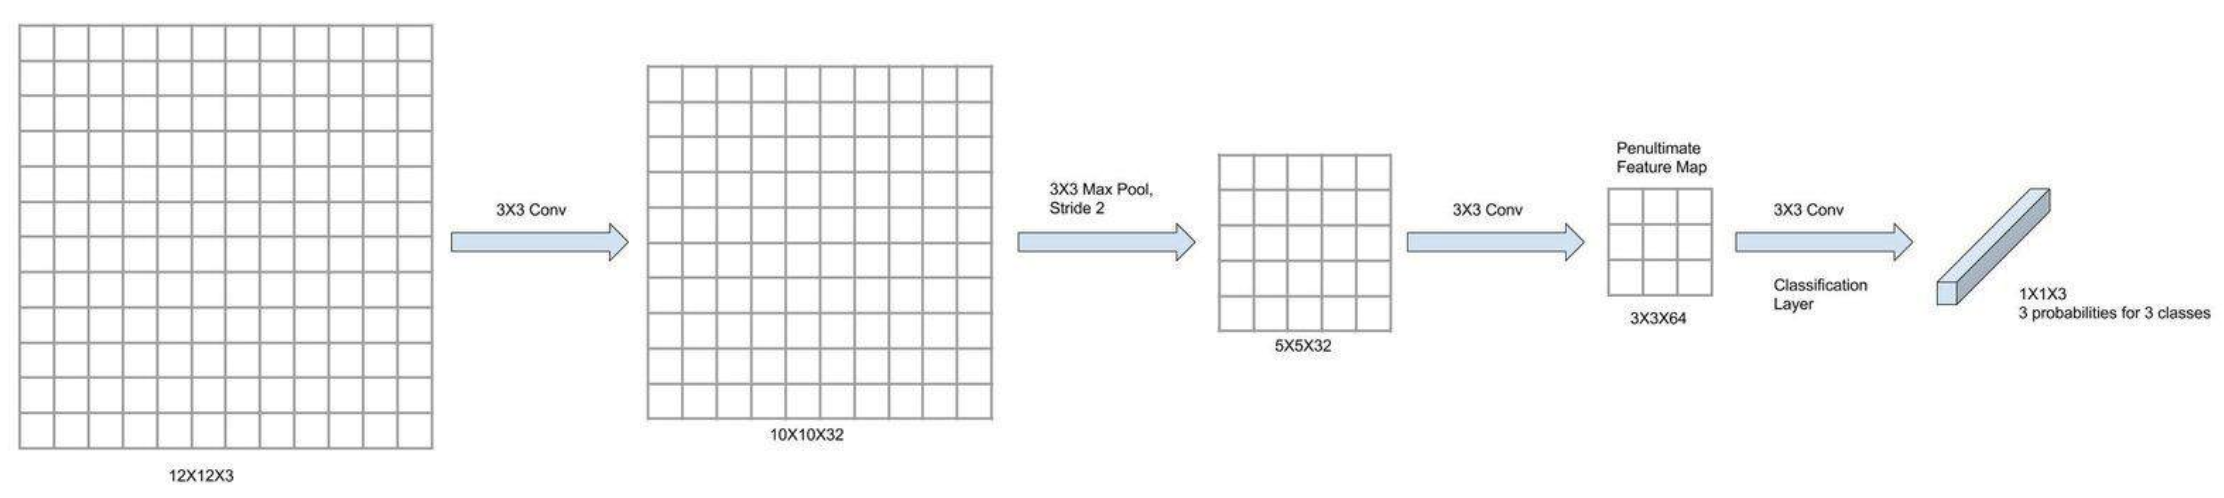 12X12X3
3X3 Conv
10X10X32
3X3 Max Pool,
Stride 2
5X5X32
3X3 Conv
Penultimate
Feature Map
3X3X64
3X3 Conv
Classification
Layer
1X1X3
3 probabilities for 3 classes